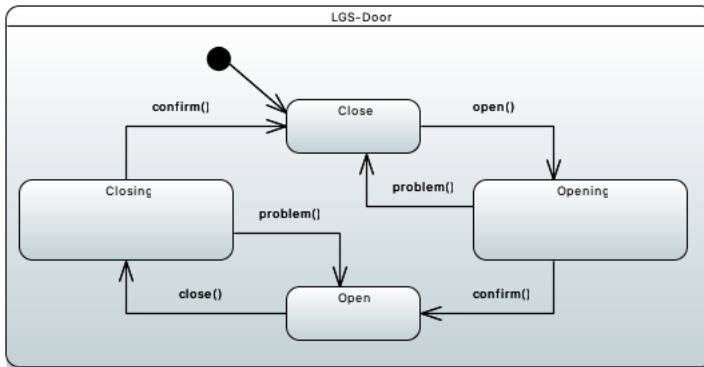 LGS-Door
confirm()
Close
open()
Closing
problem()
Opening
problem()
Open
close()
confirm()